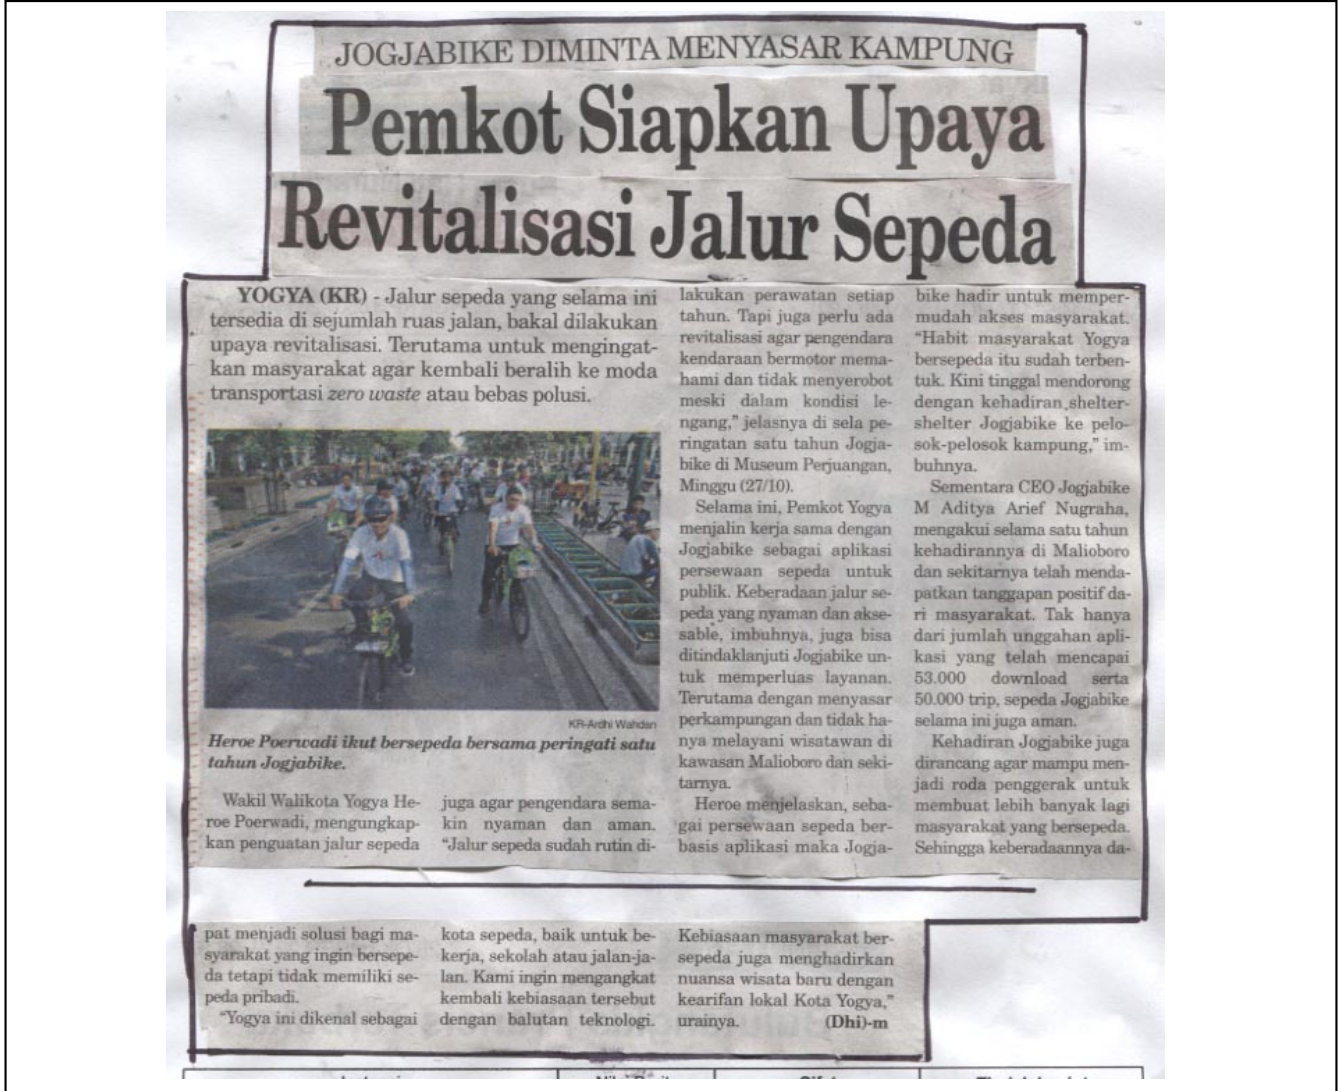 JOGJABIKE DIMINTA MENYASAR KAMPUNG
Pemkot Siapkan Upaya
Revitalisasi Jalur Sepeda
YOGYA (KR) - Jalur sepeda yang selama ini
tersedia di sejumlah ruas jalan, bakal dilakukan
upaya revitalisasi. Terutama untuk mengingat-
kan masyarakat agar kembali beralih ke moda
transportasi zero waste atau bebas polusi.
KR-Ardhi Wahdan
Heroe Poerwadi ikut bersepeda bersama peringati satu
tahun Jogjabike.
Wakil Walikota Yogya He-
roe Poerwadi, mengungkap-
kan penguatan jalur sepeda
juga agar pengendara sema-
kin nyaman dan aman.
“Jalur sepeda sudah rutin di-
lakukan perawatan setiap
tahun. Tapi juga perlu ada
revitalisasi agar pengendara
kendaraan bermotor mema-
hami dan tidak menyerobot
meski dalam kondisi le-
ngang,” jelasnya di sela pe-
ringatan satu tahun Jogja-
bike di Museum Perjuangan,
Minggu (27/10).
Selama ini, Pemkot Yogya
menjalin kerja sama dengan
Jogjabike sebagai aplikasi
persewaan sepeda untuk
publik. Keberadaan jalur se-
peda yang nyaman dan akse-
sable, imbuhnya, juga bisa
ditindaklanjuti Jogjabike un-
tuk memperluas layanan.
Terutama dengan menyasar
perkampungan dan tidak ha-
nya melayani wisatawan di
kawasan Malioboro dan seki-
tarnya.
Heroe menjelaskan, seba-
gai persewaan sepeda ber-
basis aplikasi maka Jogja-
bike hadir untuk memper-
mudah akses masyarakat.
“Habit masyarakat Yogya
bersepeda itu sudah terben-
tuk. Kini tinggal mendorong
dengan kehadiran shelter-
shelter Jogjabike ke pelo-
sok-pelosok kampung,” im-
buhnya.
Sementara CEO Jogjabike
M Aditya Arief Nugraha,
mengakui selama satu tahun
kehadirannya di Malioboro
dan sekitarnya telah menda-
patkan tanggapan positif da-
ri masyarakat. Tak hanya
dari jumlah unggahan apli-
kasi yang telah mencapai
53.000 download serta
50.000 trip, sepeda Jogjabike
selama ini juga aman.
Kehadiran Jogjabike juga
dirancang agar mampu men-
jadi roda penggerak untuk
membuat lebih banyak lagi
masyarakat yang bersepeda.
Sehingga keberadaannya da-
pat menjadi solusi bagi ma-
syarakat yang ingin bersepe-
da tetapi tidak memiliki se-
peda pribadi.
“Yogya ini dikenal sebagai
kota sepeda, baik untuk be-
kerja, sekolah atau jalan-ja-
lan. Kami ingin mengangkat
kembali kebiasaan tersebut
dengan balutan teknologi.
Kebiasaan masyarakat ber-
sepeda juga menghadirkan
nuansa wisata baru dengan
kearifan lokal Kota Yogya,”
urainya. (Dhi)-m